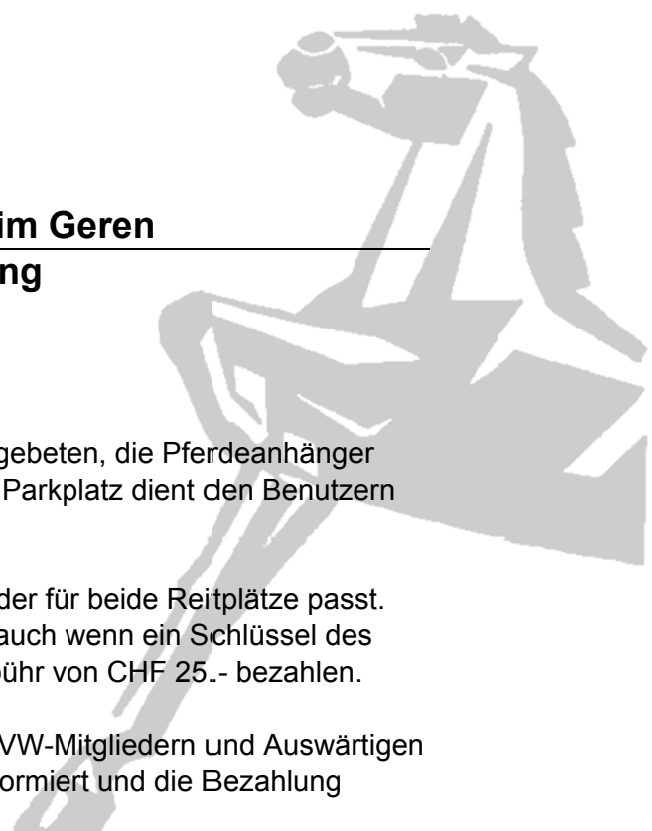 im Geren
ng
gebeten, die Pferdeanhänger
Parkplatz dient den Benutzern
der für beide Reitplätze passt.
auch wenn ein Schlüssel des
bühr von CHF 25.- bezahlen.
VW-Mitgliedern und Auswärtigen
ormiert und die Bezahlung